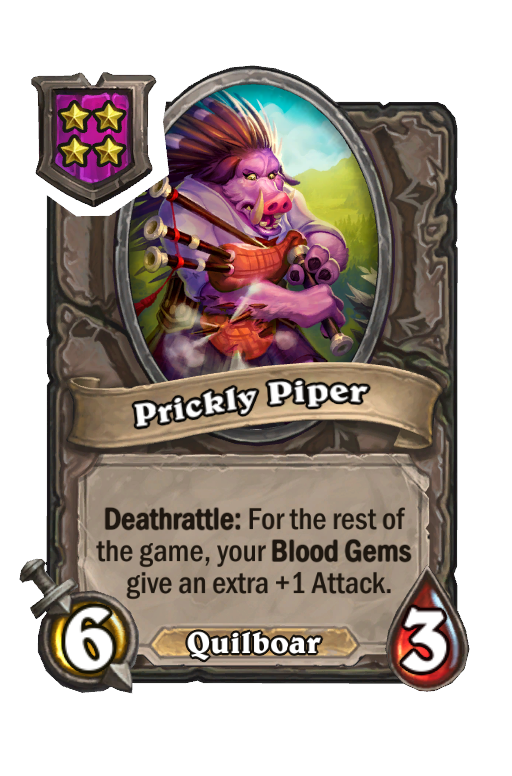 Prickly Piper
Deathrattle: For the rest of
the game, your Blood Gems
give an extra +1 Attack.
6
Quilboar
3